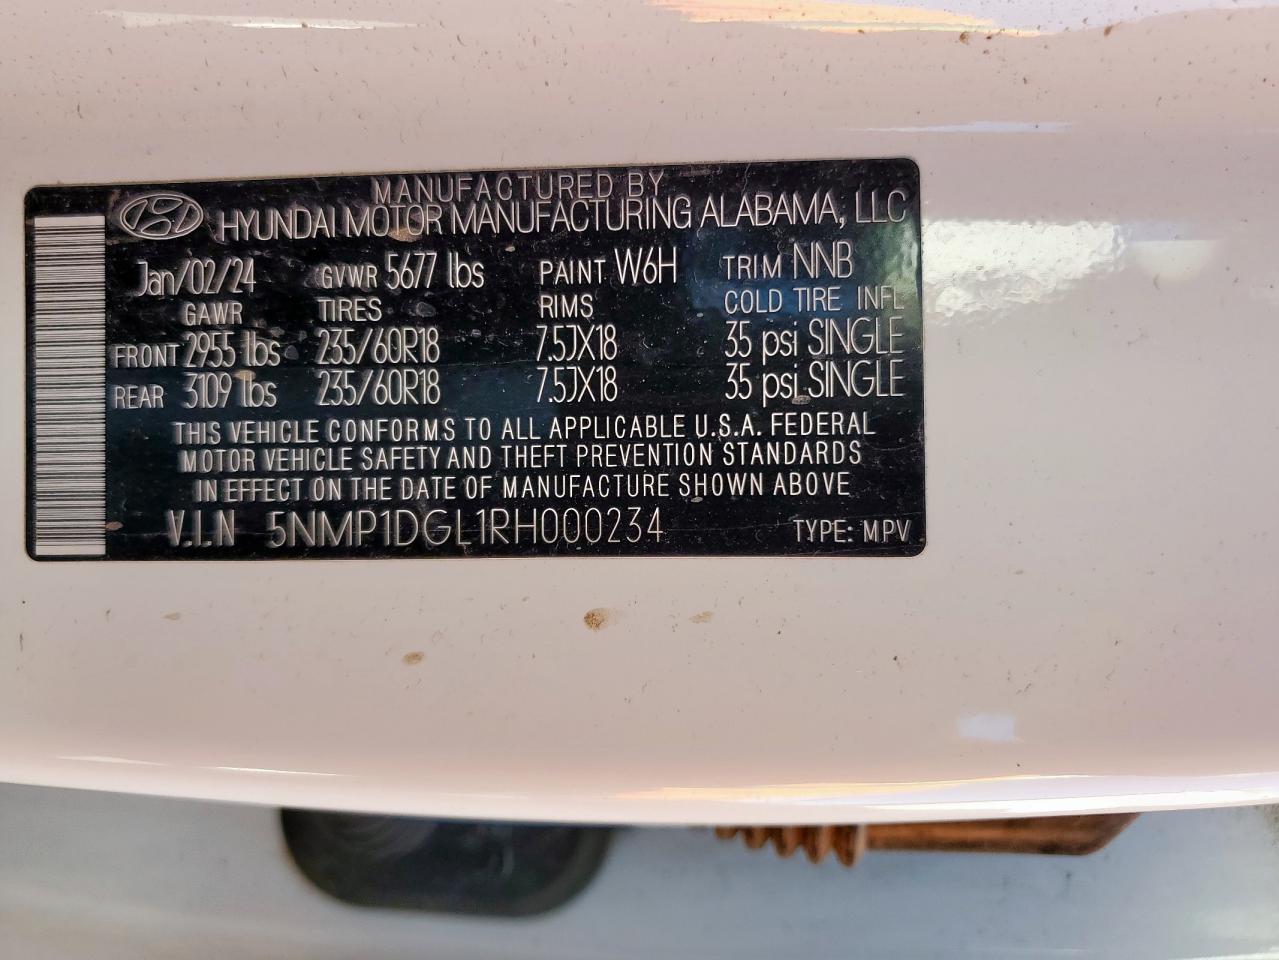 MANUFACTURED BY
HYUNDAI MOTOR MANUFACTURING ALABAMA, LLC
Jan/02/24 GVWR 5677 lbs PAINT W6H TRIM NNB
GAWR TIRES RIMS COLD TIRE INFL
FRONT 2955 lbs 235/60R18 7.5JX18 35 psi SINGLE
REAR 3109 lbs 235/60R18 7.5JX18 35 psi SINGLE
THIS VEHICLE CONFORMS TO ALL APPLICABLE U.S.A. FEDERAL
MOTOR VEHICLE SAFETY AND THEFT PREVENTION STANDARDS
IN EFFECT ON THE DATE OF MANUFACTURE SHOWN ABOVE
V.I.N 5NMP1DGL1RH000234 TYPE: MPV